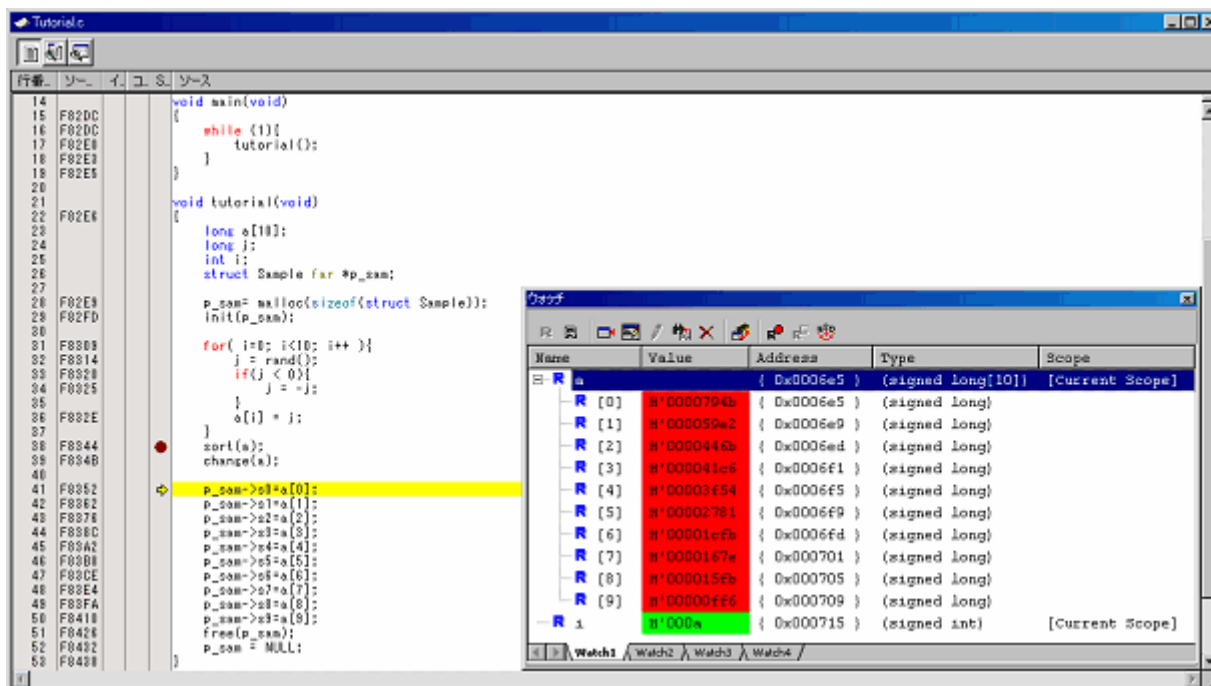 Tutorial.c
行番... ソー... イ.. コ.. S.. ソース
14 void main(void)
15 F82DC {
16 F82DC while (1){
17 F82E0 tutorial();
18 F82E3 }
19 F82E5 }
20
21 void tutorial(void)
22 F82E6 {
23 long a[10];
24 long j;
25 int i;
26 struct Sample far *p_sam;
27
28 F82E9 p_sam= malloc(sizeof(struct Sample));
29 F82FD init(p_sam);
30
31 F8309 for( i=0; i<10; i++ ){
32 F8314 j = rand();
33 F8320 if(j < 0){
34 F8325 j = -j;
35 }
36 F832E a[i] = j;
37 }
38 F8344 sort(a);
39 F834B change(a);
40
41 F8352 p_sam->s0=a[0];
42 F8362 p_sam->s1=a[1];
43 F8376 p_sam->s2=a[2];
44 F838C p_sam->s3=a[3];
45 F83A2 p_sam->s4=a[4];
46 F83B8 p_sam->s5=a[5];
47 F83CE p_sam->s6=a[6];
48 F83E4 p_sam->s7=a[7];
49 F83FA p_sam->s8=a[8];
50 F8410 p_sam->s9=a[9];
51 F8426 free(p_sam);
52 F8432 p_sam = NULL;
53 F8438 }
ウォッチ
Name Value Address Type Scope
R a { 0x0006e5 } (signed long[10]) [Current Scope]
R [0] H'0000794b { 0x0006e5 } (signed long)
R [1] H'000059e2 { 0x0006e9 } (signed long)
R [2] H'0000446b { 0x0006ed } (signed long)
R [3] H'000041c6 { 0x0006f1 } (signed long)
R [4] H'00003f54 { 0x0006f5 } (signed long)
R [5] H'00002781 { 0x0006f9 } (signed long)
R [6] H'00001cfb { 0x0006fd } (signed long)
R [7] H'0000167e { 0x000701 } (signed long)
R [8] H'000015fb { 0x000705 } (signed long)
R [9] H'00000ff6 { 0x000709 } (signed long)
R i H'000a { 0x000715 } (signed int) [Current Scope]
Watch1 Watch2 Watch3 Watch4